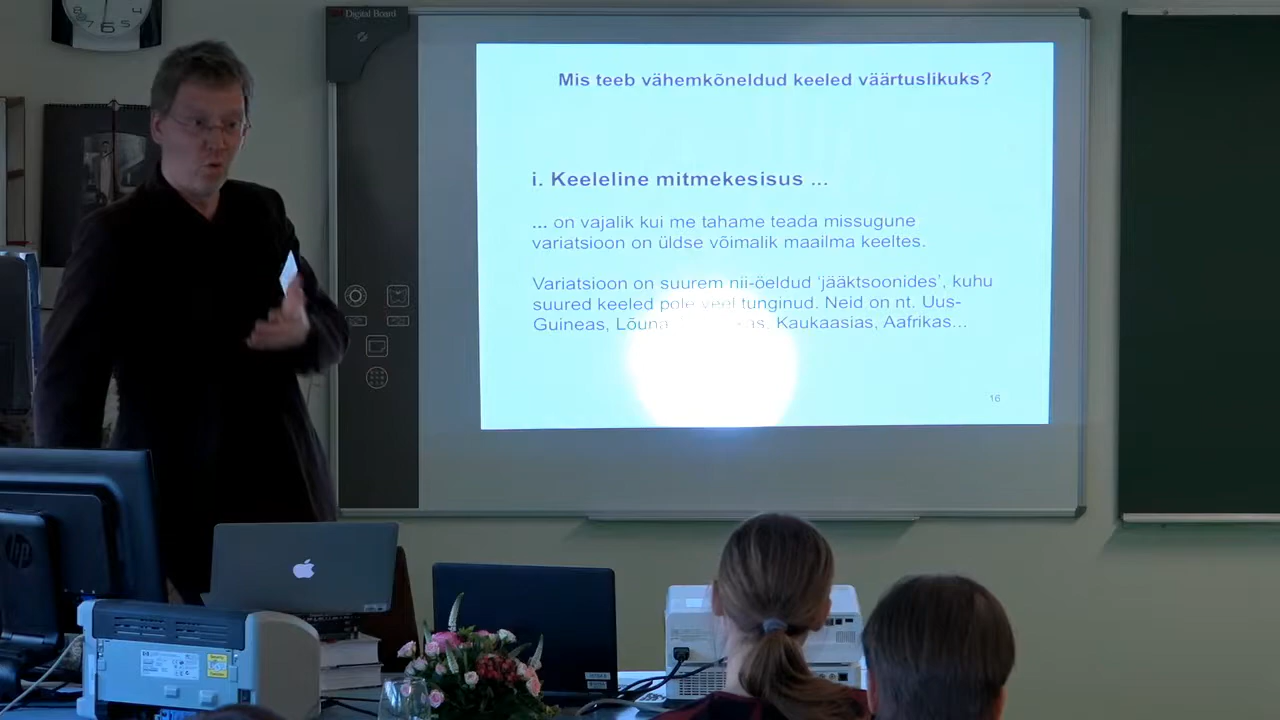 Digital Board
Mis teeb vähemkõneldud keeled väärtuslikuks?
i. Keeleline mitmekesisus ...
... on vajalik kui me tahame teada missugune
variatsioon on üldse võimalik maailma keeltes.
Variatsioon on suurem nii-öeldud ‘jääktsoonides’, kuhu
suured keeled pole veel tunginud. Neid on nt. Uus-
Guineas, Kaukaasias, Aafrikas...
16
hp